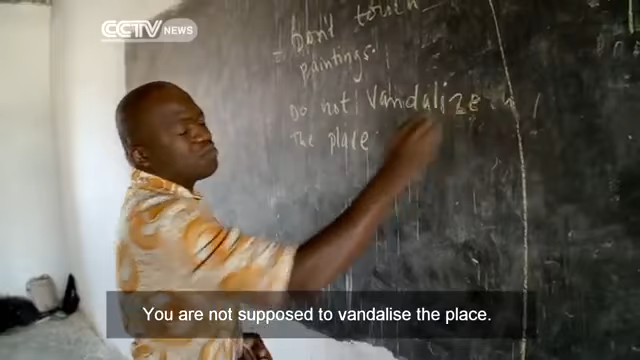 CCTV NEWS
- Don't touch
paintings.
Do not vandalize
the place.
You are not supposed to vandalise the place.